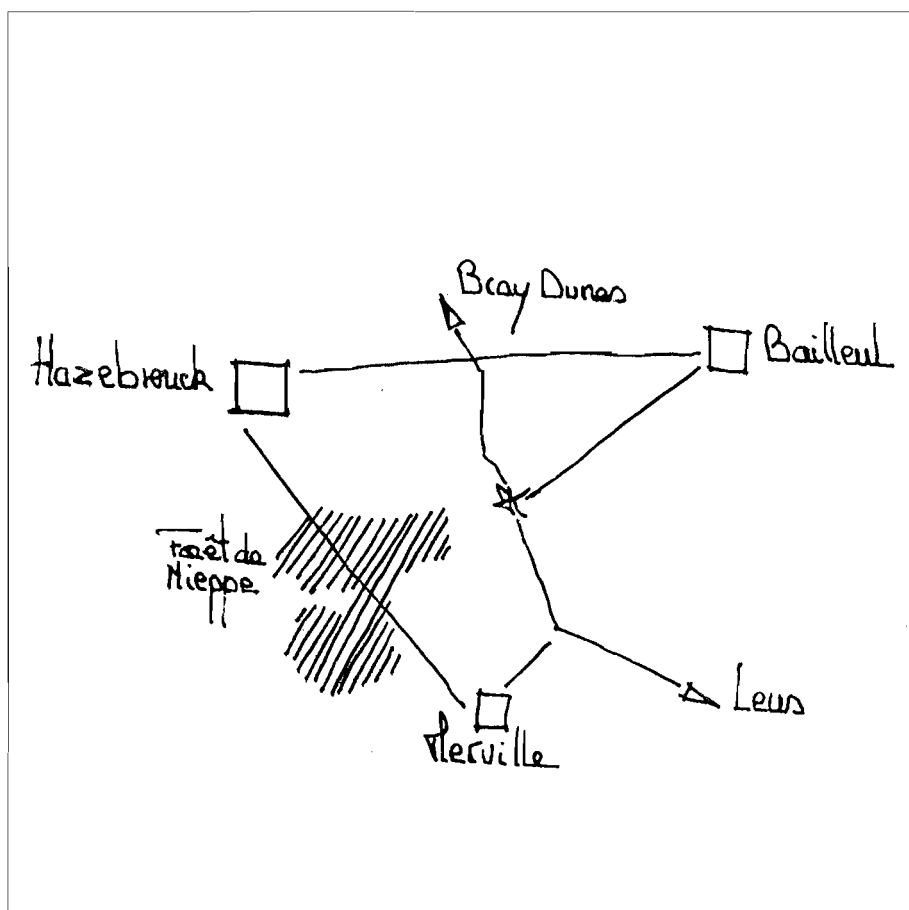 Bray Dunes
Hazebrouck
Bailleul
Forêt de
Nieppe
Lens
Merville